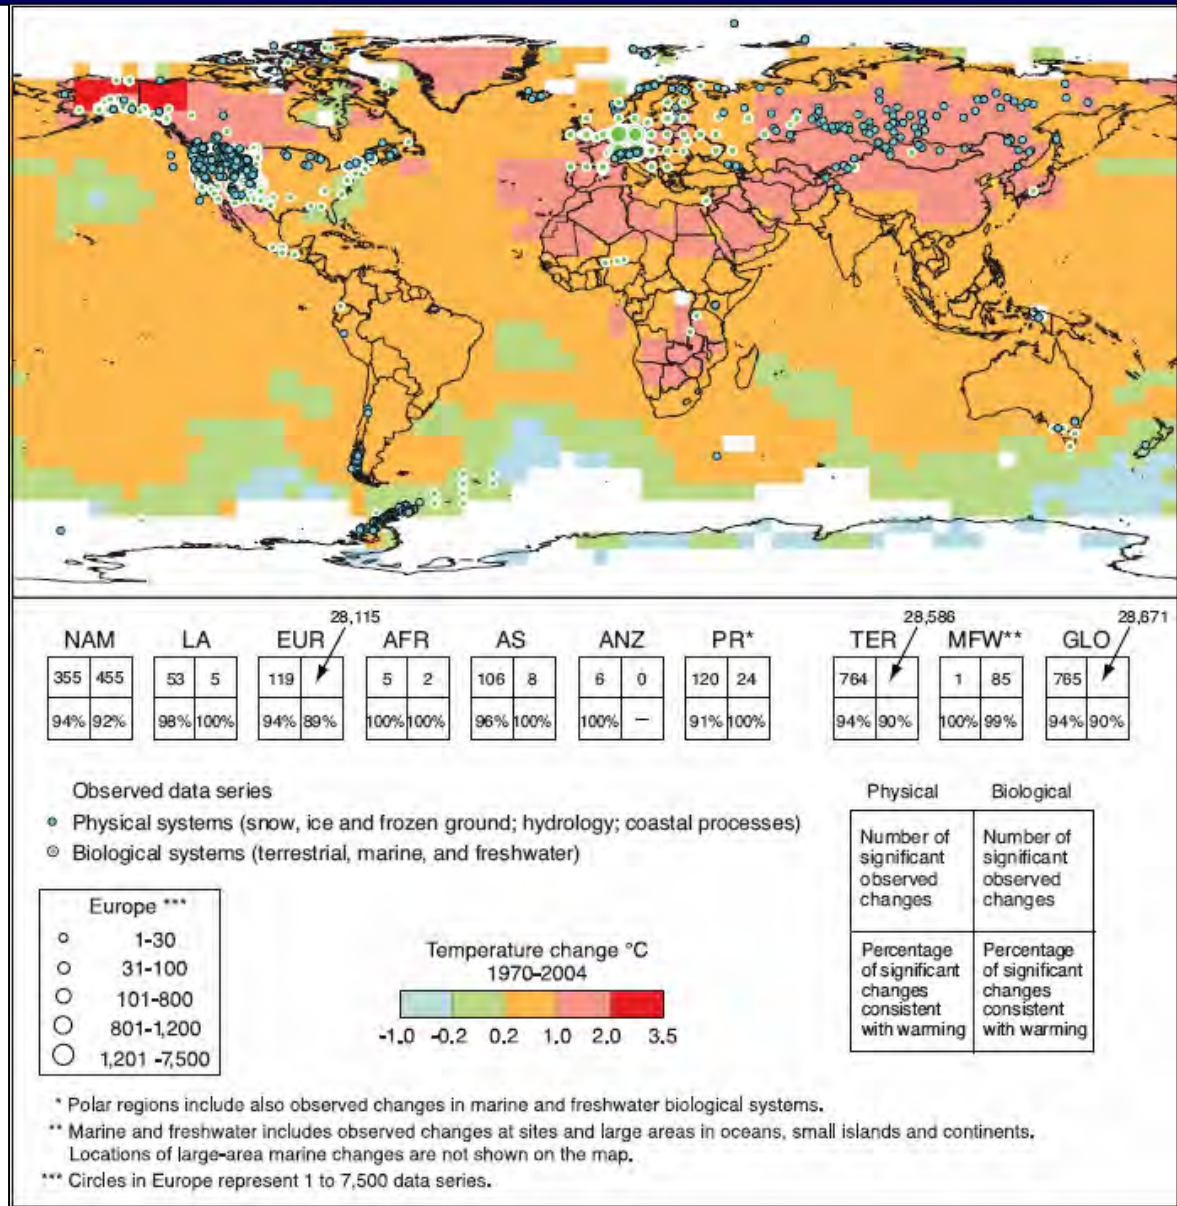 28,115 28,586 28,671
NAM LA EUR AFR AS ANZ PR* TER MFW** GLO
355 455 53 5 119 5 2 106 8 6 0 120 24 764 1 85 765
94% 92% 98% 100% 94% 89% 100% 100% 96% 100% 100% — 91% 100% 94% 90% 100% 99% 94% 90%
Observed data series
Physical systems (snow, ice and frozen ground; hydrology; coastal processes)
Biological systems (terrestrial, marine, and freshwater)
Europe ***
1-30
31-100
101-800
801-1,200
1,201 -7,500
Temperature change °C
1970-2004
-1.0 -0.2 0.2 1.0 2.0 3.5
Physical Biological
Number of Number of
significant significant
observed observed
changes changes
Percentage Percentage
of significant of significant
changes changes
consistent consistent
with warming with warming
* Polar regions include also observed changes in marine and freshwater biological systems.
** Marine and freshwater includes observed changes at sites and large areas in oceans, small islands and continents.
Locations of large-area marine changes are not shown on the map.
*** Circles in Europe represent 1 to 7,500 data series.